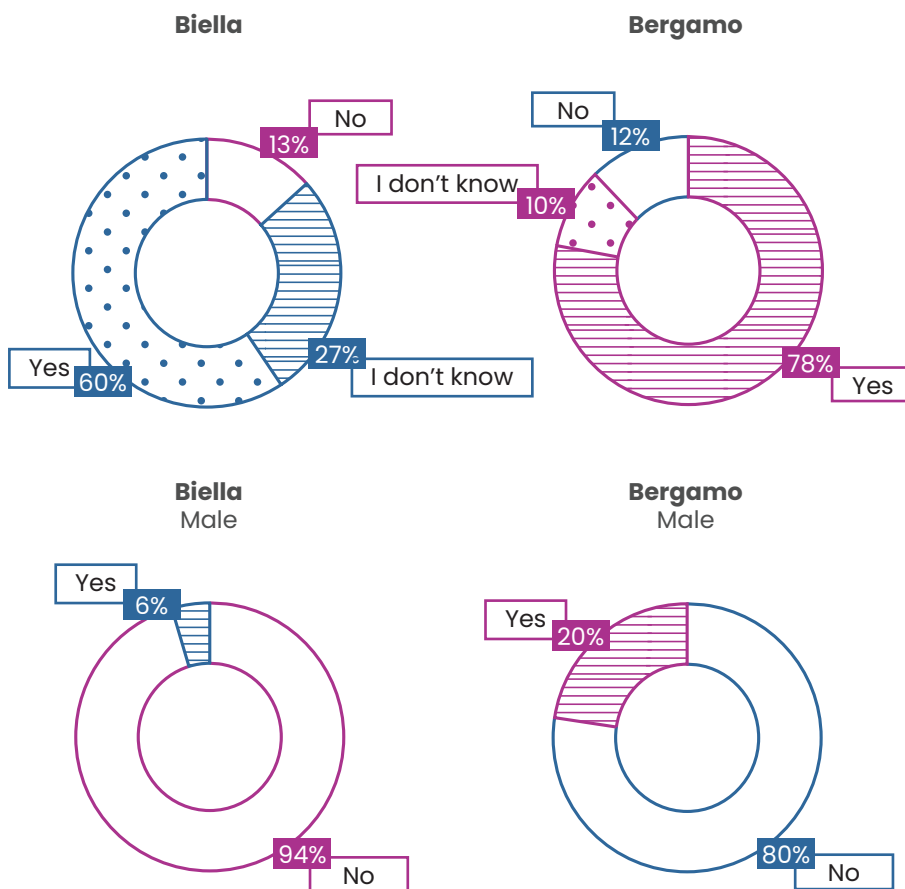 Biella
No
13%
27%
I don't know
Yes
60%
Bergamo
No
12%
I don't know
10%
78%
Yes
Biella
Male
Yes
6%
94%
No
Bergamo
Male
Yes
20%
80%
No